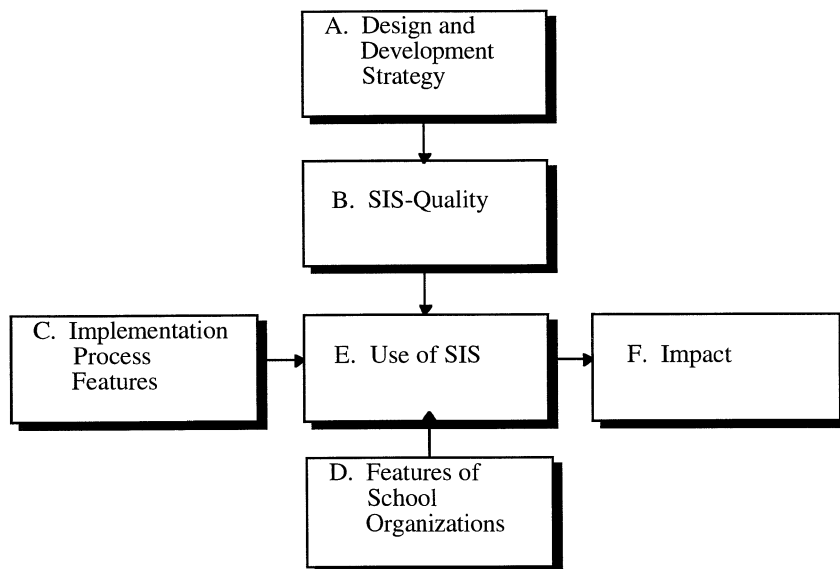 A. Design and
Development
Strategy
B. SIS-Quality
C. Implementation
Process
Features
E. Use of SIS
F. Impact
D. Features of
School
Organizations